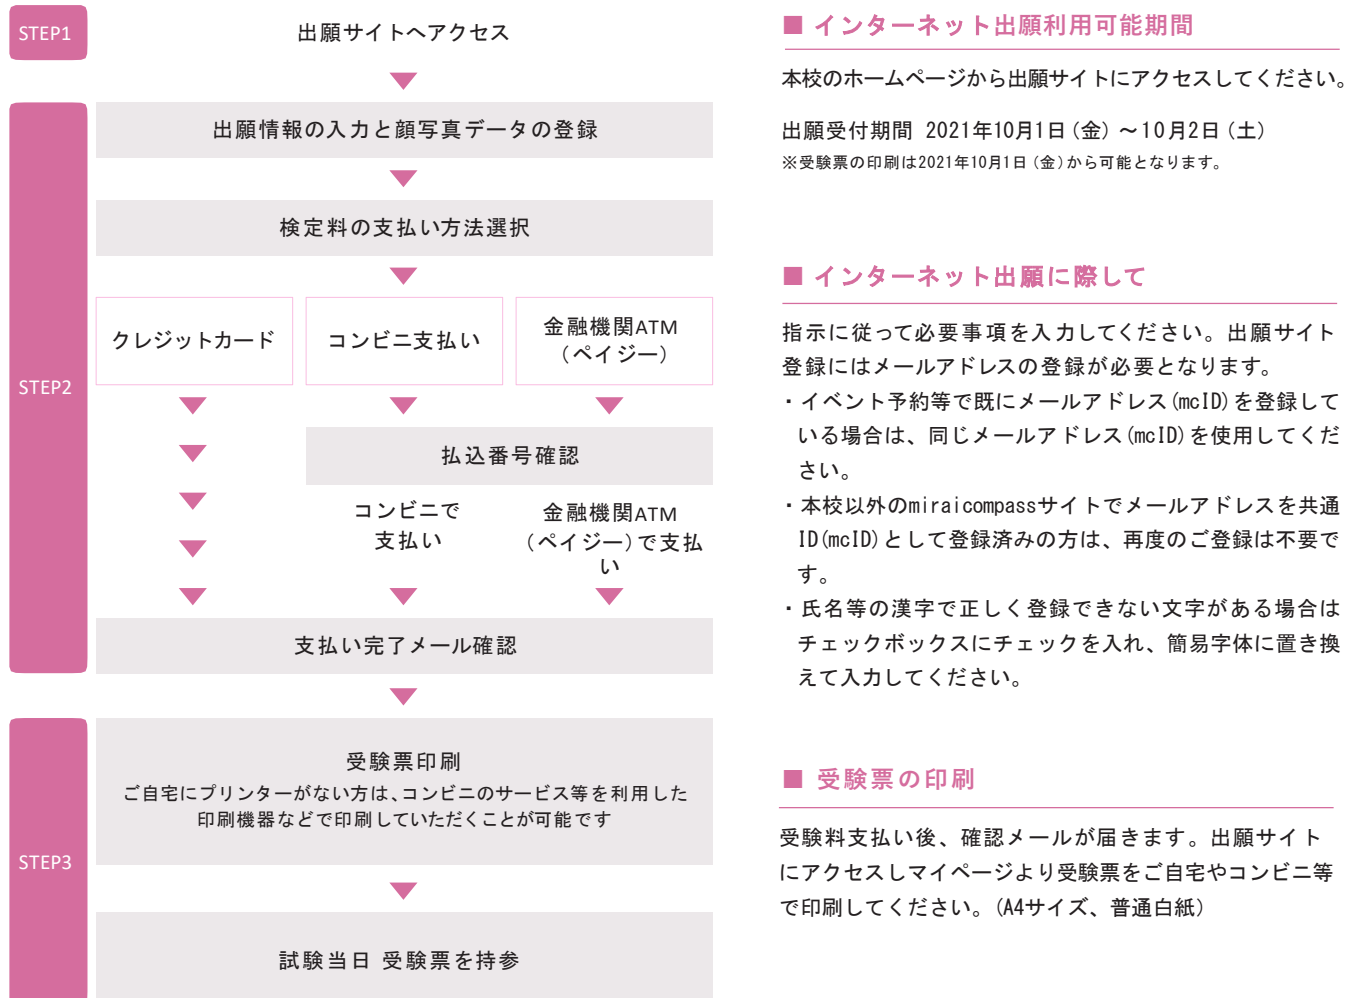 STEP1
出願サイトへアクセス
STEP2
出願情報の入力と顔写真データの登録
検定料の支払い方法選択
クレジットカード
コンビニ支払い
金融機関ATM
（ペイジー）
払込番号確認
コンビニで
支払い
金融機関ATM
（ペイジー）で支払
い
支払い完了メール確認
STEP3
受験票印刷
ご自宅にプリンターがない方は、コンビニのサービス等を利用した
印刷機器などで印刷していただくことが可能です
試験当日 受験票を持参
■ インターネット出願利用可能期間
本校のホームページから出願サイトにアクセスしてください。
出願受付期間 2021年10月1日（金）～10月2日（土）
※受験票の印刷は2021年10月1日（金）から可能となります。
■ インターネット出願に際して
指示に従って必要事項を入力してください。出願サイト
登録にはメールアドレスの登録が必要となります。
・イベント予約等で既にメールアドレス(mcID)を登録して
いる場合は、同じメールアドレス(mcID)を使用してくだ
さい。
・本校以外のmiraicompassサイトでメールアドレスを共通
ID(mcID)として登録済みの方は、再度のご登録は不要で
す。
・氏名等の漢字で正しく登録できない文字がある場合は
チェックボックスにチェックを入れ、簡易字体に置き換
えて入力してください。
■ 受験票の印刷
受験料支払い後、確認メールが届きます。出願サイト
にアクセスしマイページより受験票をご自宅やコンビニ等
で印刷してください。(A4サイズ、普通白紙)